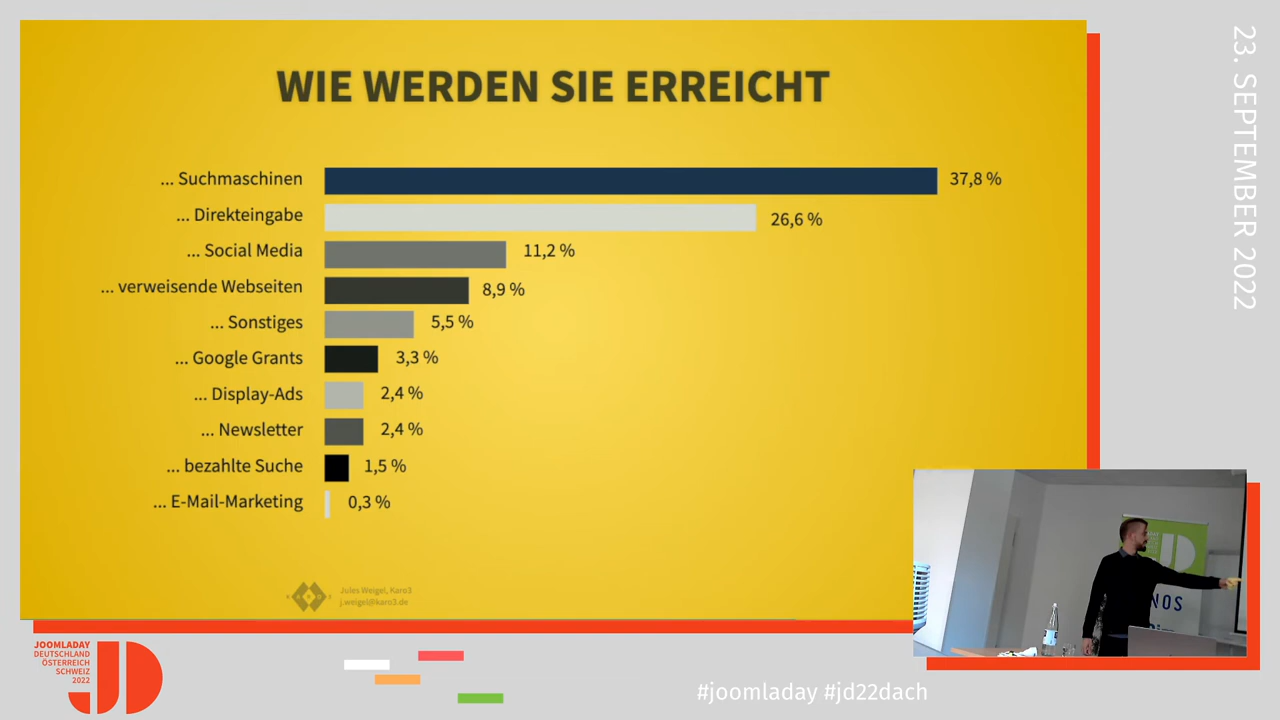 WIE WERDEN SIE ERREICHT
... Suchmaschinen 37,8 %
... Direkteingabe 26,6 %
... Social Media 11,2 %
... verweisende Webseiten 8,9 %
... Sonstiges 5,5 %
... Google Grants 3,3 %
... Display-Ads 2,4 %
... Newsletter 2,4 %
... bezahlte Suche 1,5 %
... E-Mail-Marketing 0,3 %
Jules Weigel, Karo3
j.weigel@karo3.de
23. SEPTEMBER 2022
JOOMLADAY
DEUTSCHLAND
ÖSTERREICH
SCHWEIZ
2022
JD
#joomladay #jd22dach